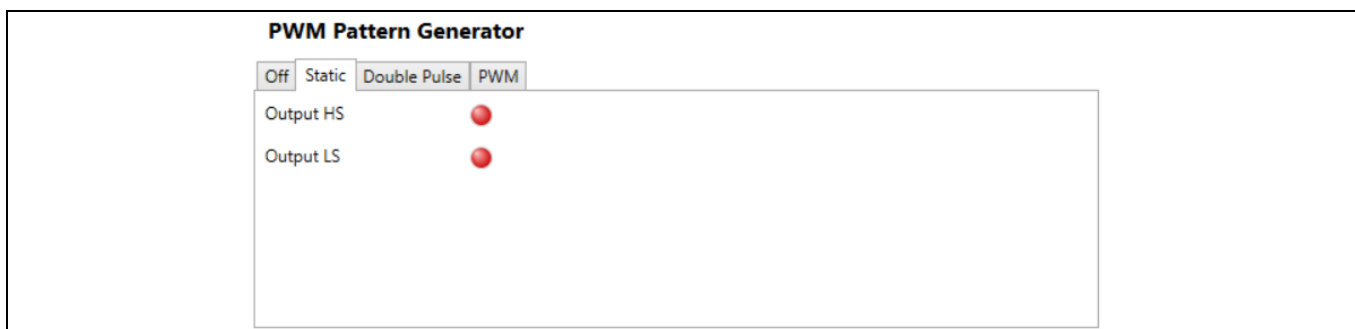 PWM Pattern Generator
Off Static Double Pulse PWM
Output HS
Output LS